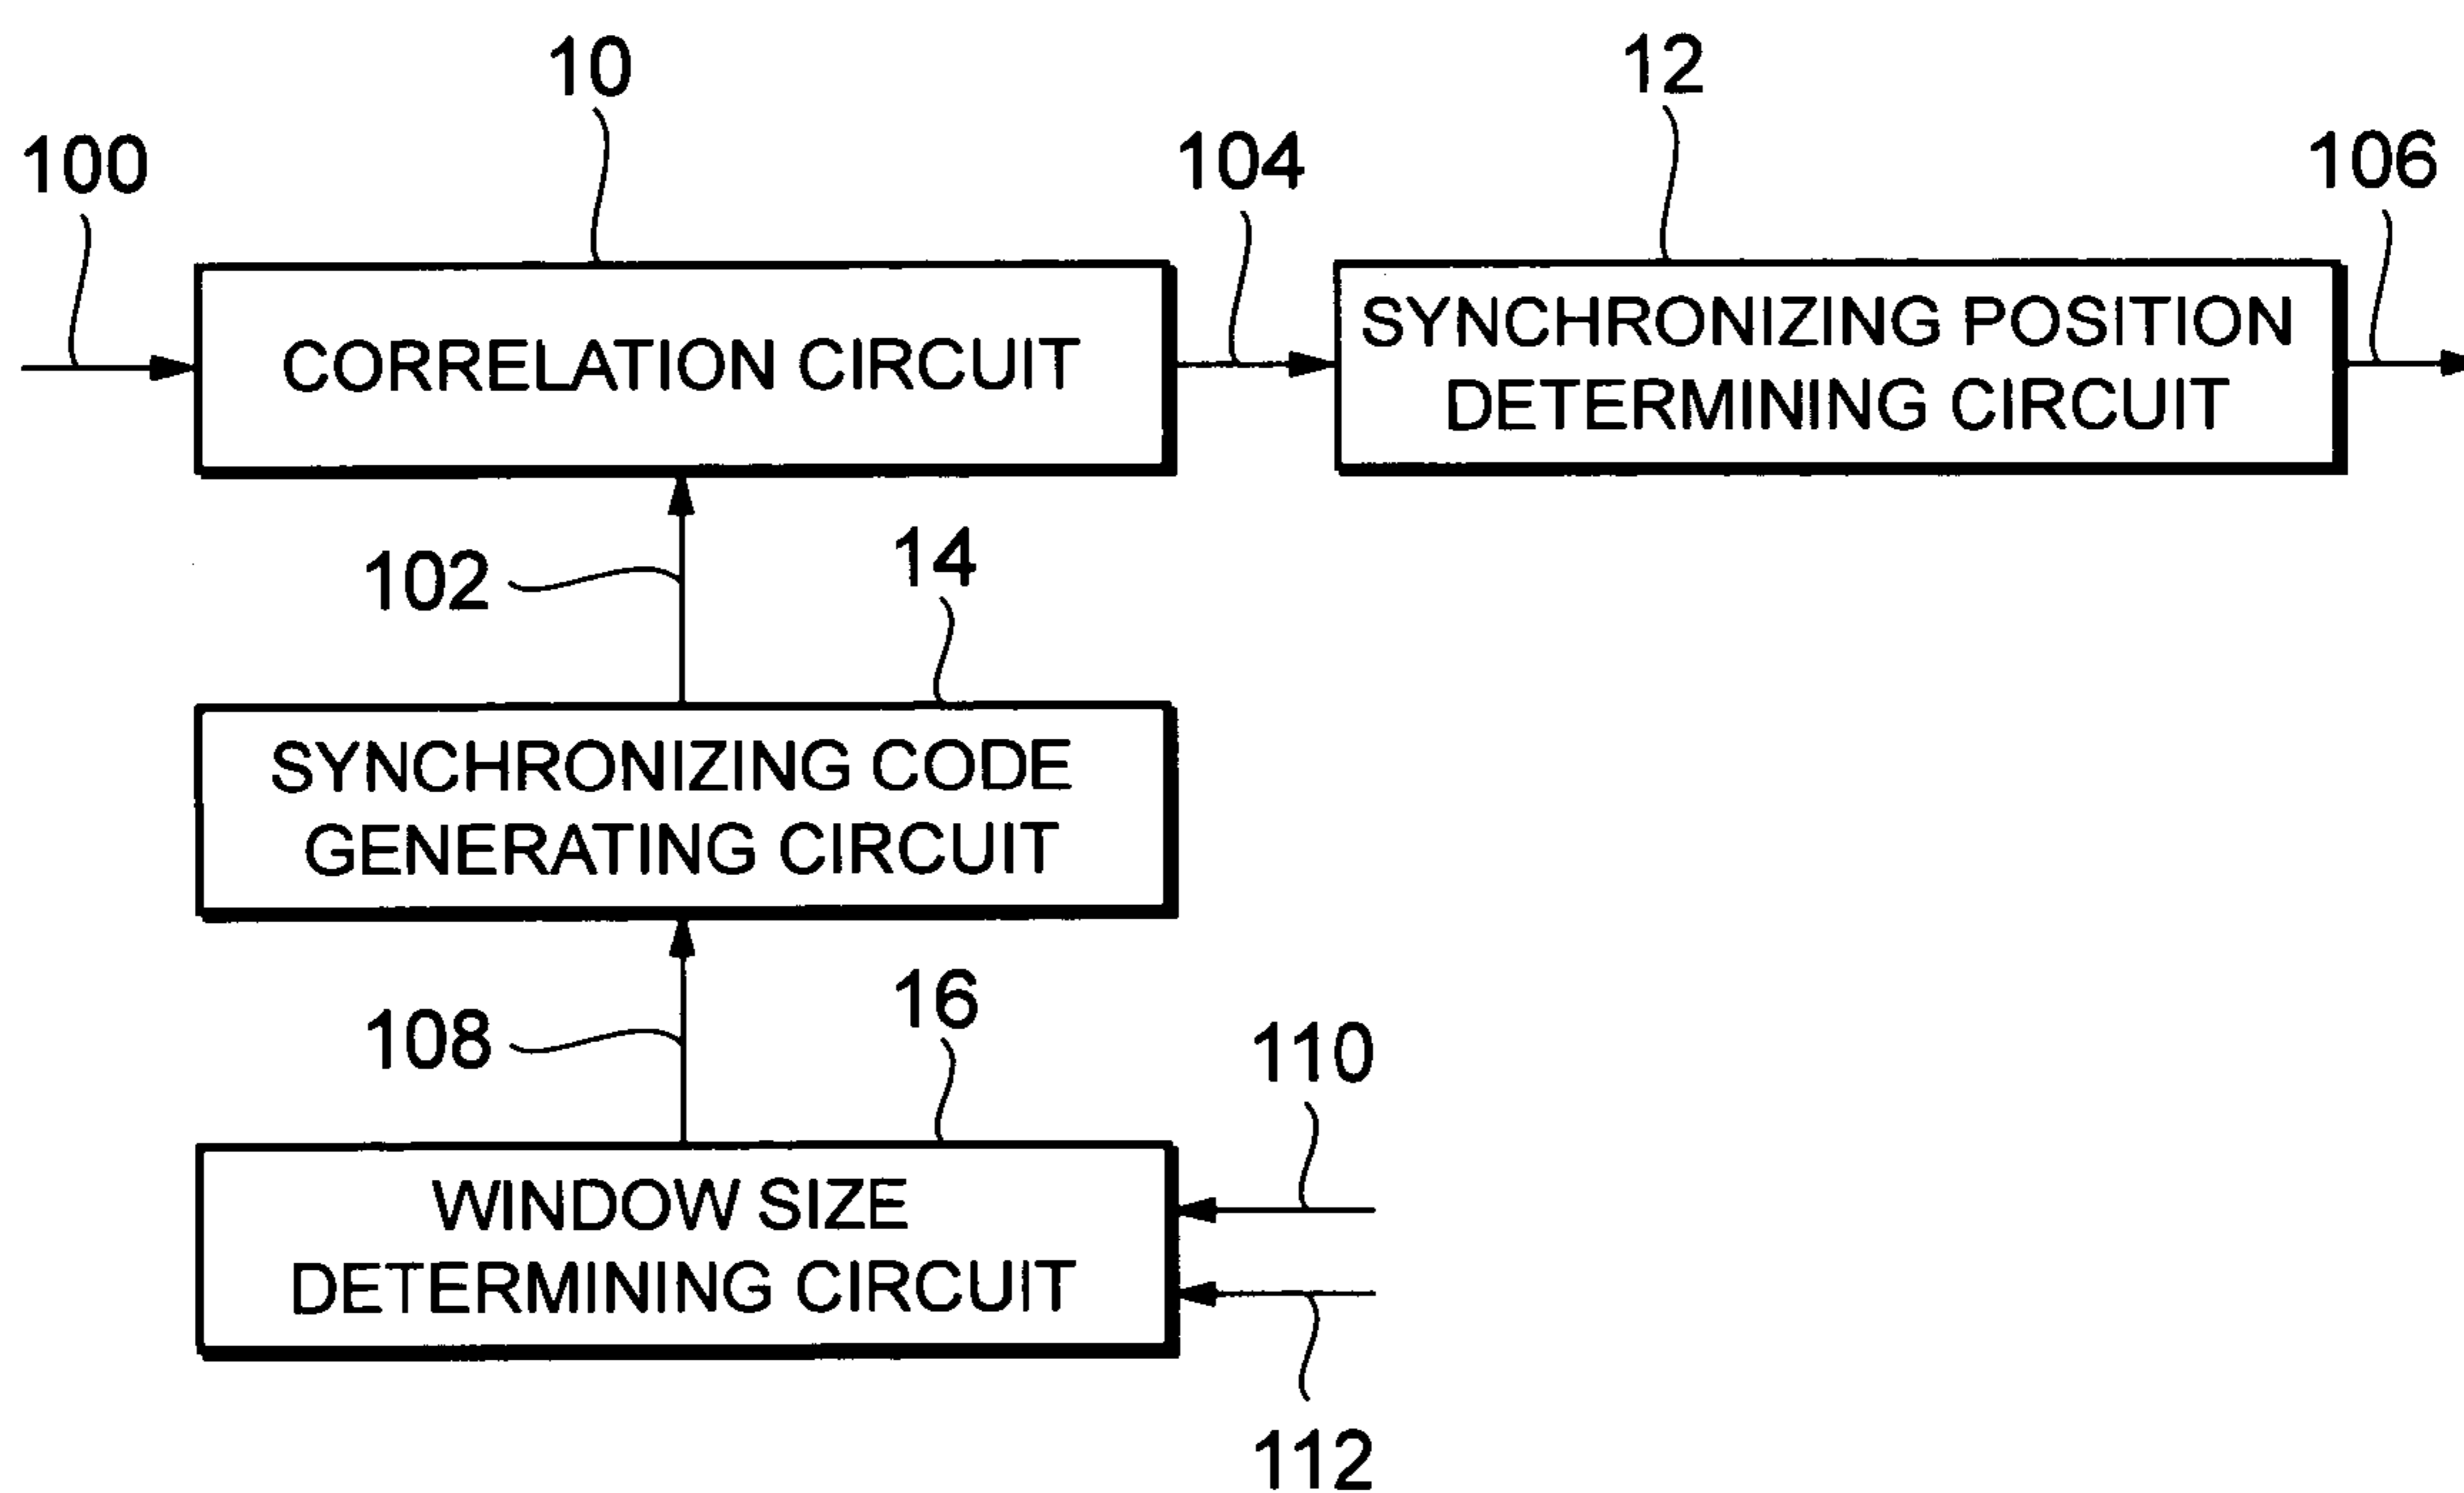 10
12
100
104
106
CORRELATION CIRCUIT
SYNCHRONIZING POSITION
DETERMINING CIRCUIT
102
14
SYNCHRONIZING CODE
GENERATING CIRCUIT
108
16
110
WINDOW SIZE
DETERMINING CIRCUIT
112